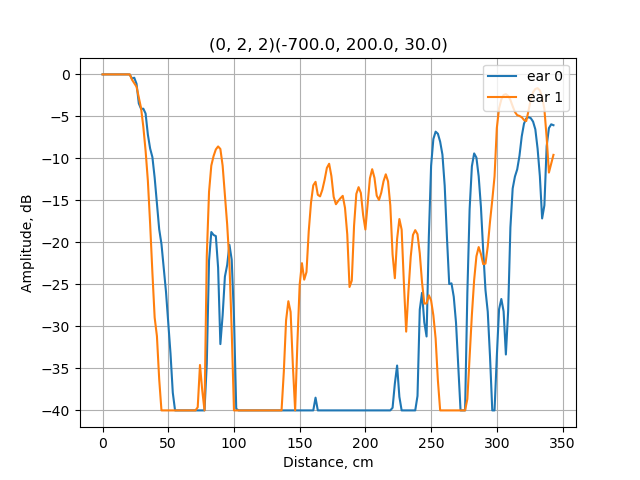 (0, 2, 2)(-700.0, 200.0, 30.0)
ear 0
ear 1
Amplitude, dB
0
−5
−10
−15
−20
−25
−30
−35
−40
0 50 100 150 200 250 300 350
Distance, cm